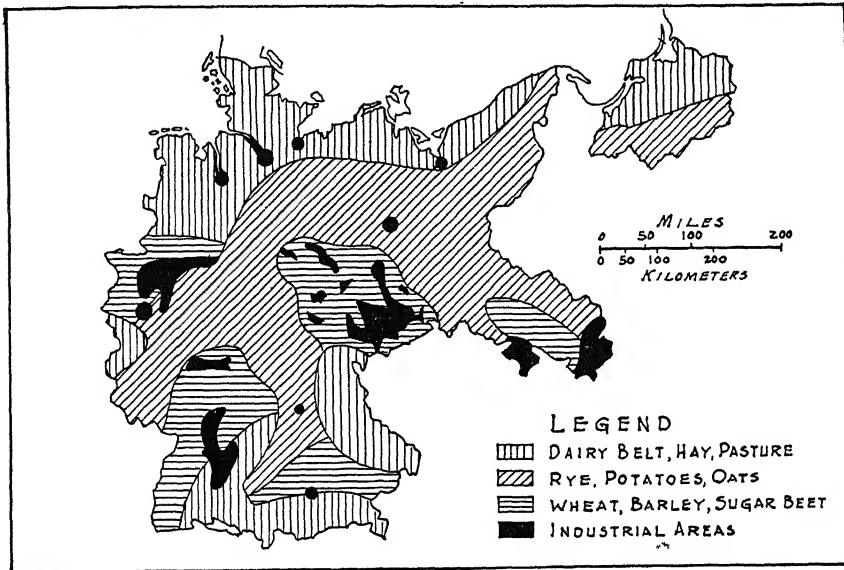 MILES
0 50 100 200
0 50 100 200
KILOMETERS
LEGEND
DAIRY BELT, HAY, PASTURE
RYE, POTATOES, OATS
WHEAT, BARLEY, SUGAR BEET
INDUSTRIAL AREAS